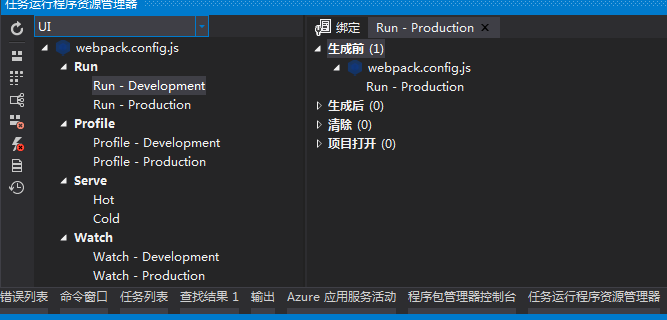 任务运行程序资源管理器
UI
webpack.config.js
Run
Run - Development
Run - Production
Profile
Profile - Development
Profile - Production
Serve
Hot
Cold
Watch
Watch - Development
Watch - Production
绑定
Run - Production
生成前 (1)
webpack.config.js
Run - Production
生成后 (0)
清除 (0)
项目打开 (0)
错误列表 命令窗口 任务列表 查找结果 1 输出 Azure 应用服务活动 程序包管理器控制台 任务运行程序资源管理器